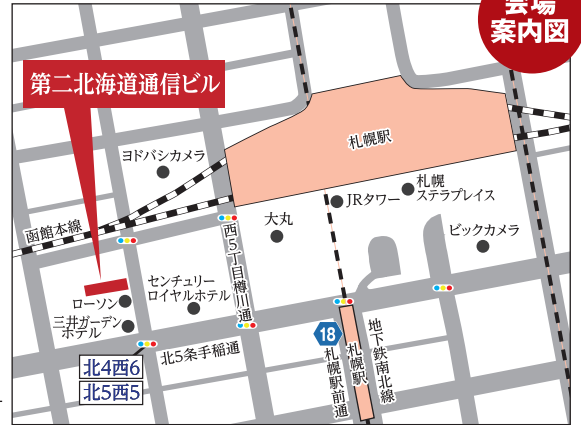 会場
案内図
第二北海道通信ビル
札幌駅
ヨドバシカメラ
JRタワー
札幌
ステラプレイス
函館本線
大丸
ビックカメラ
西5丁目樽川通
センチュリー
ロイヤルホテル
ローソン
三井ガーデン
ホテル
北5条手稲通
北4西6
北5西5
18
札幌駅前通
札幌駅
地下鉄南北線